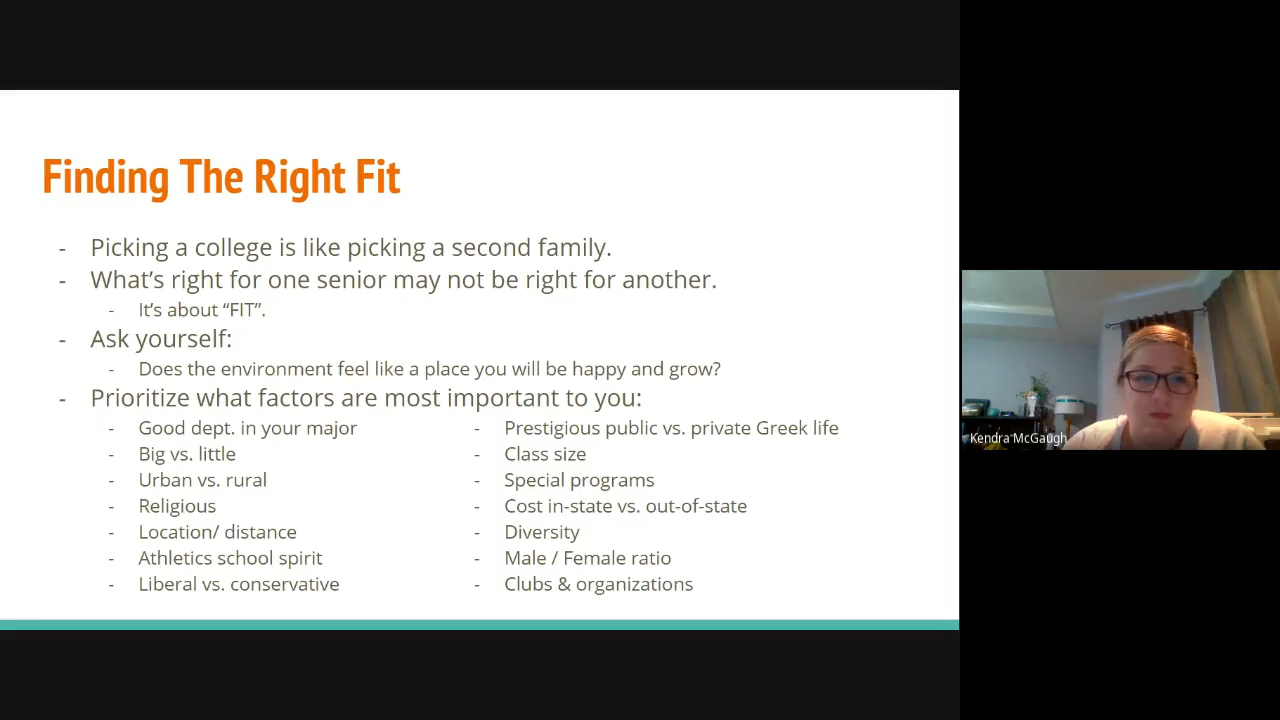 Finding The Right Fit
- Picking a college is like picking a second family.
- What's right for one senior may not be right for another.
- It's about “FIT”.
- Ask yourself:
- Does the environment feel like a place you will be happy and grow?
- Prioritize what factors are most important to you:
- Good dept. in your major
- Big vs. little
- Urban vs. rural
- Religious
- Location/ distance
- Athletics school spirit
- Liberal vs. conservative
- Prestigious public vs. private Greek life
- Class size
- Special programs
- Cost in-state vs. out-of-state
- Diversity
- Male / Female ratio
- Clubs & organizations
Kendra McGaugh